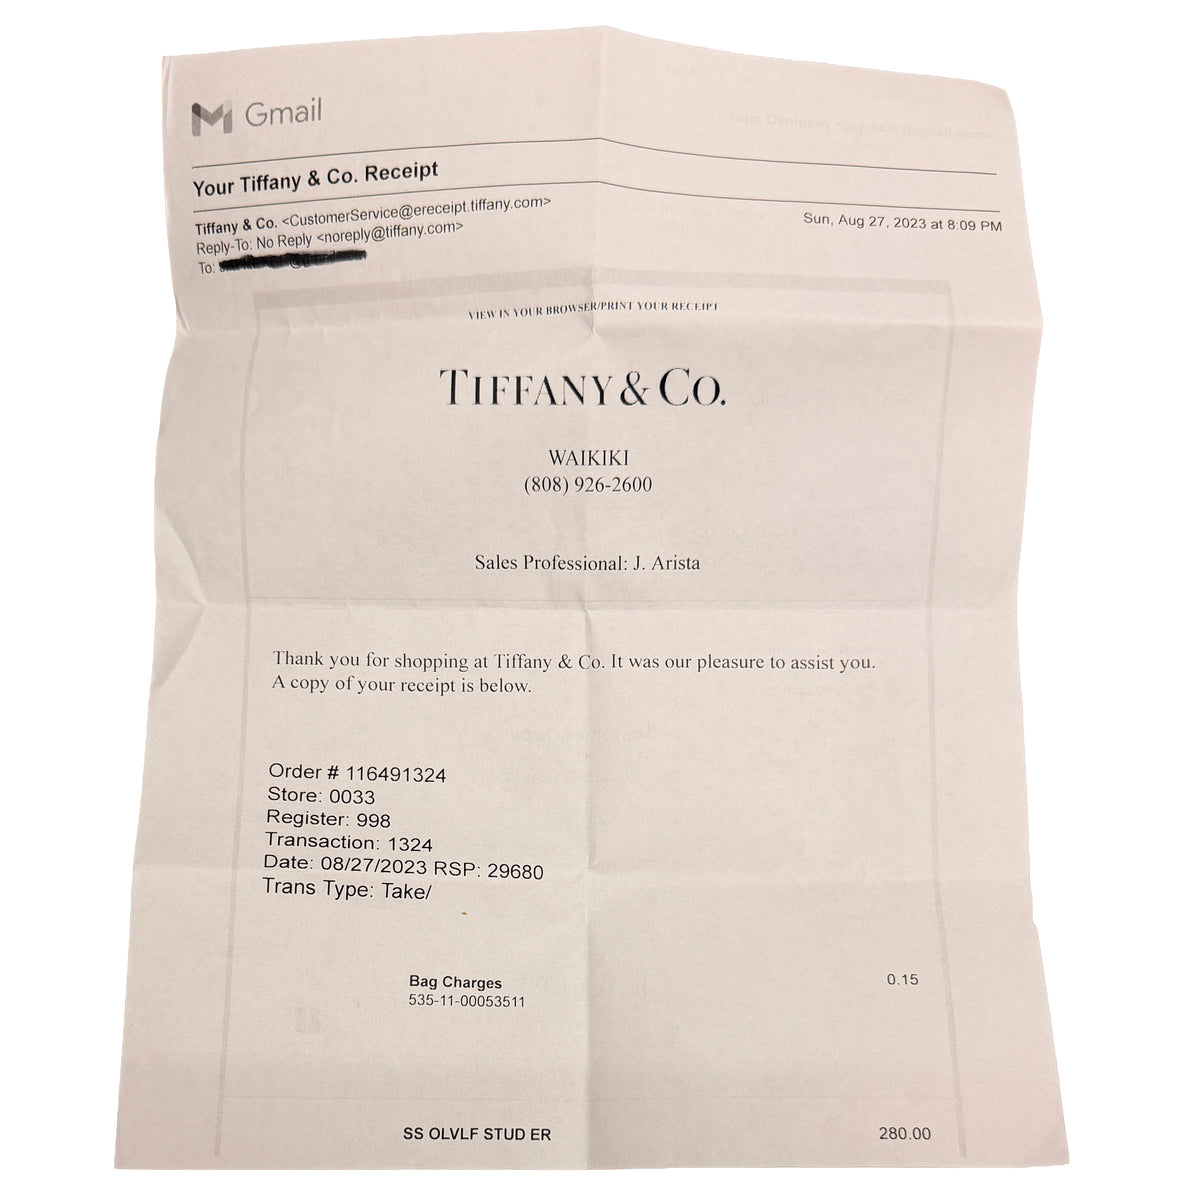 Gmail
Your Tiffany & Co. Receipt
Tiffany & Co. <CustomerService@ereceipt.tiffany.com>
Sun, Aug 27, 2023 at 8:09 PM
Reply-To: No Reply <noreply@tiffany.com>
To:
VIEW IN YOUR BROWSER/PRINT YOUR RECEIPT
TIFFANY & CO.
WAIKIKI
(808) 926-2600
Sales Professional: J. Arista
Thank you for shopping at Tiffany & Co. It was our pleasure to assist you.
A copy of your receipt is below.
Order # 116491324
Store: 0033
Register: 998
Transaction: 1324
Date: 08/27/2023 RSP: 29680
Trans Type: Take/
Bag Charges 0.15
535-11-00053511
SS OLVLF STUD ER 280.00